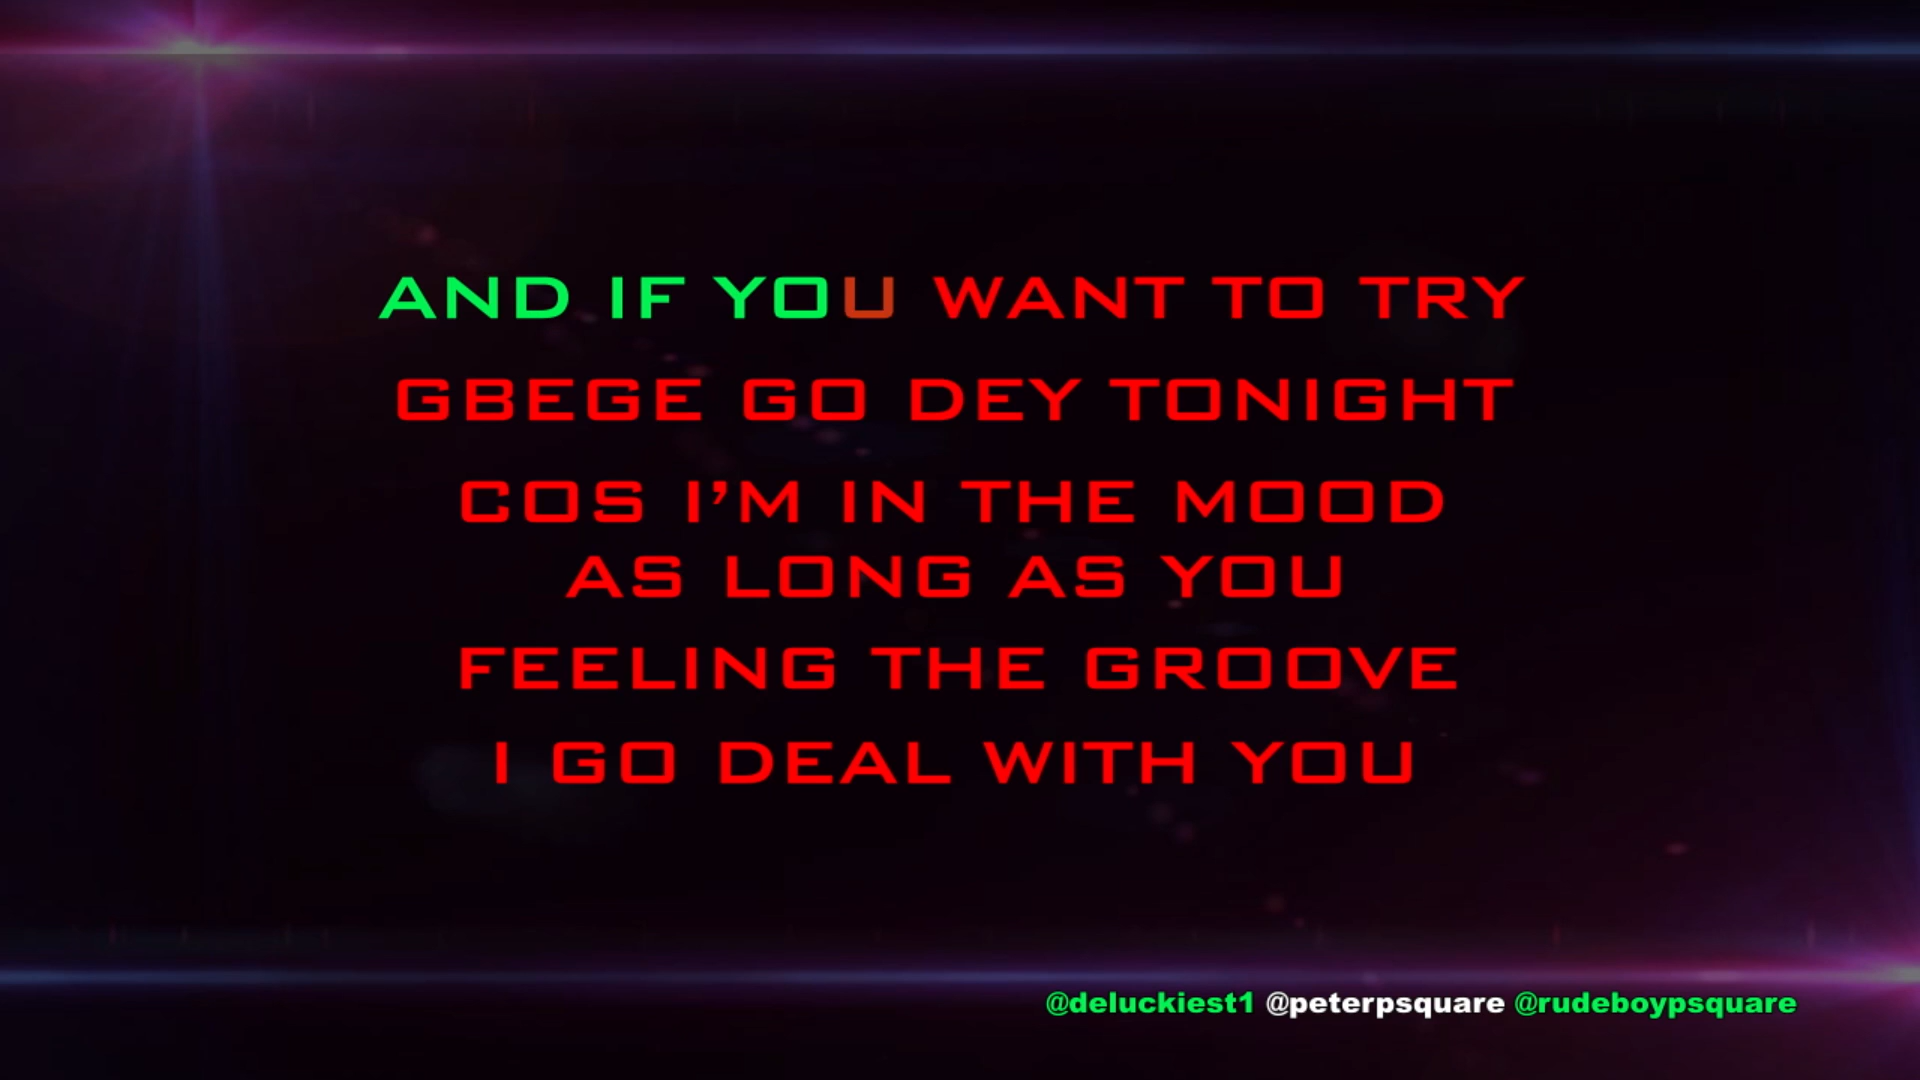 AND IF YOU WANT TO TRY
GBEGE GO DEY TONIGHT
COS I'M IN THE MOOD
AS LONG AS YOU
FEELING THE GROOVE
I GO DEAL WITH YOU
@deluckiest1 @peterpsquare @rudeboypsquare